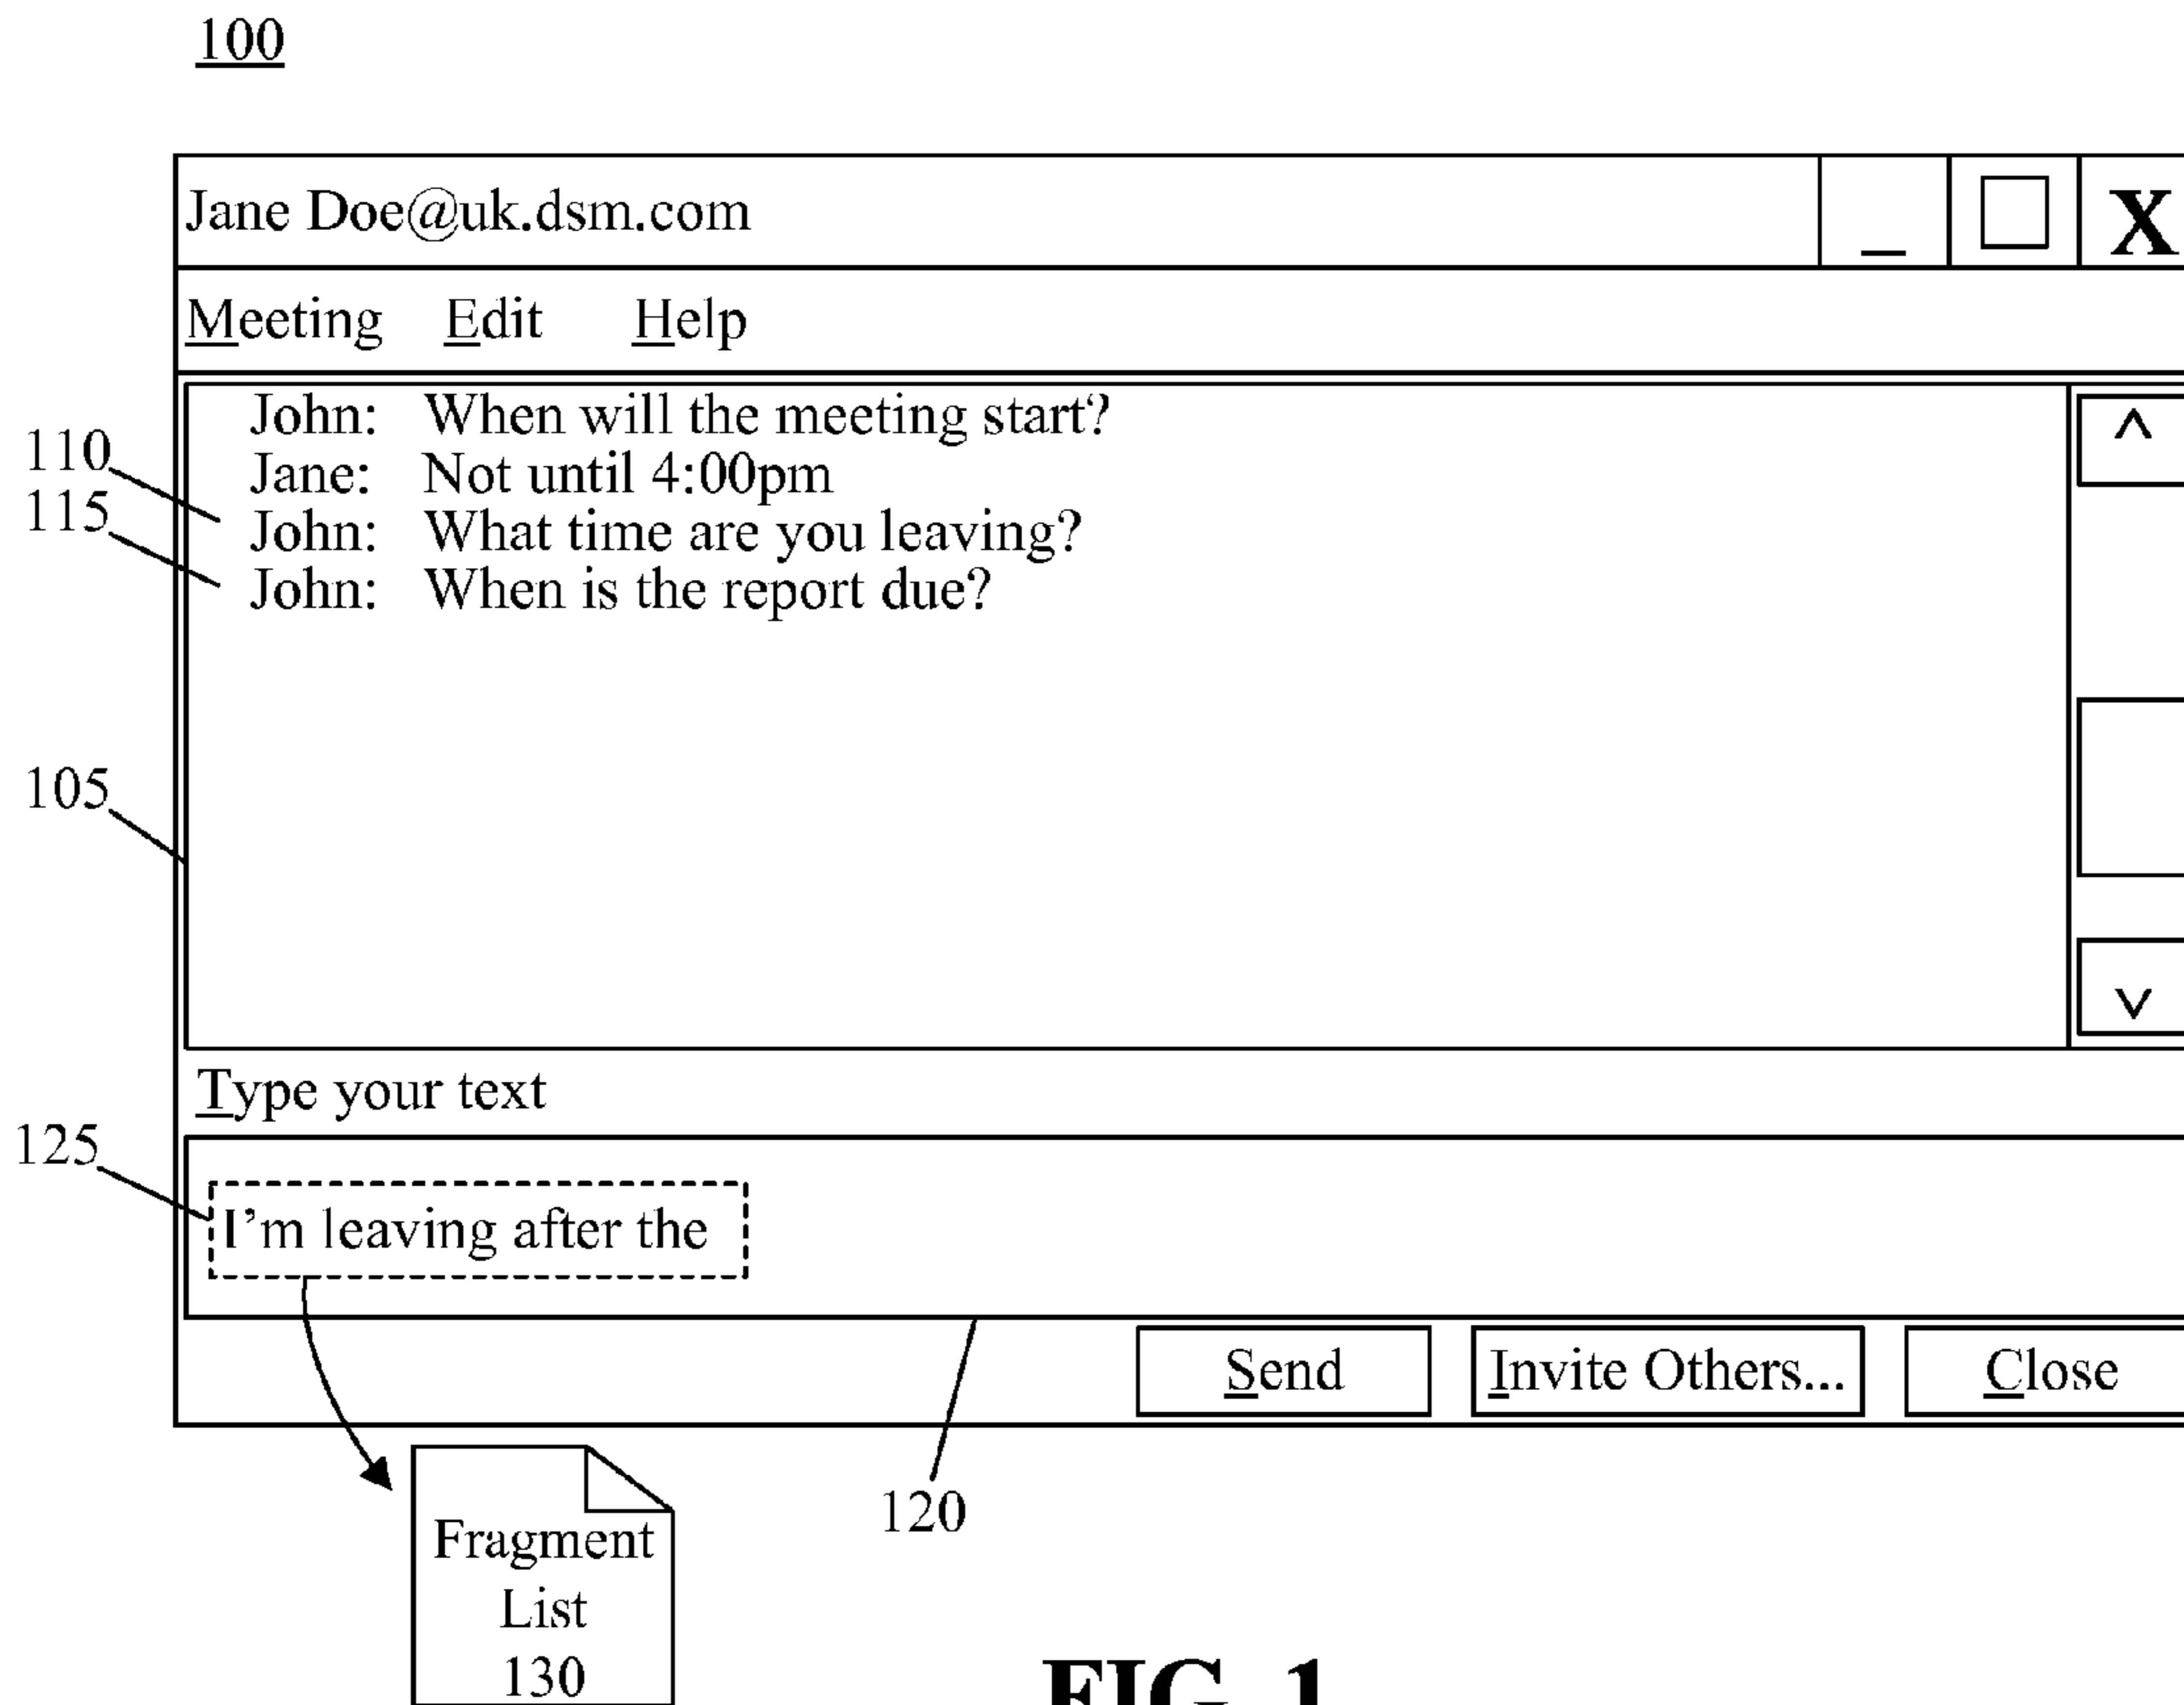 100
Jane Doe@uk.dsm.com _ X
Meeting Edit Help
John: When will the meeting start?
110 Jane: Not until 4:00pm
115 John: What time are you leaving?
John: When is the report due?
^
105
v
Type your text
125
I'm leaving after the
Send Invite Others... Close
120
Fragment
List
130
FIG. 1